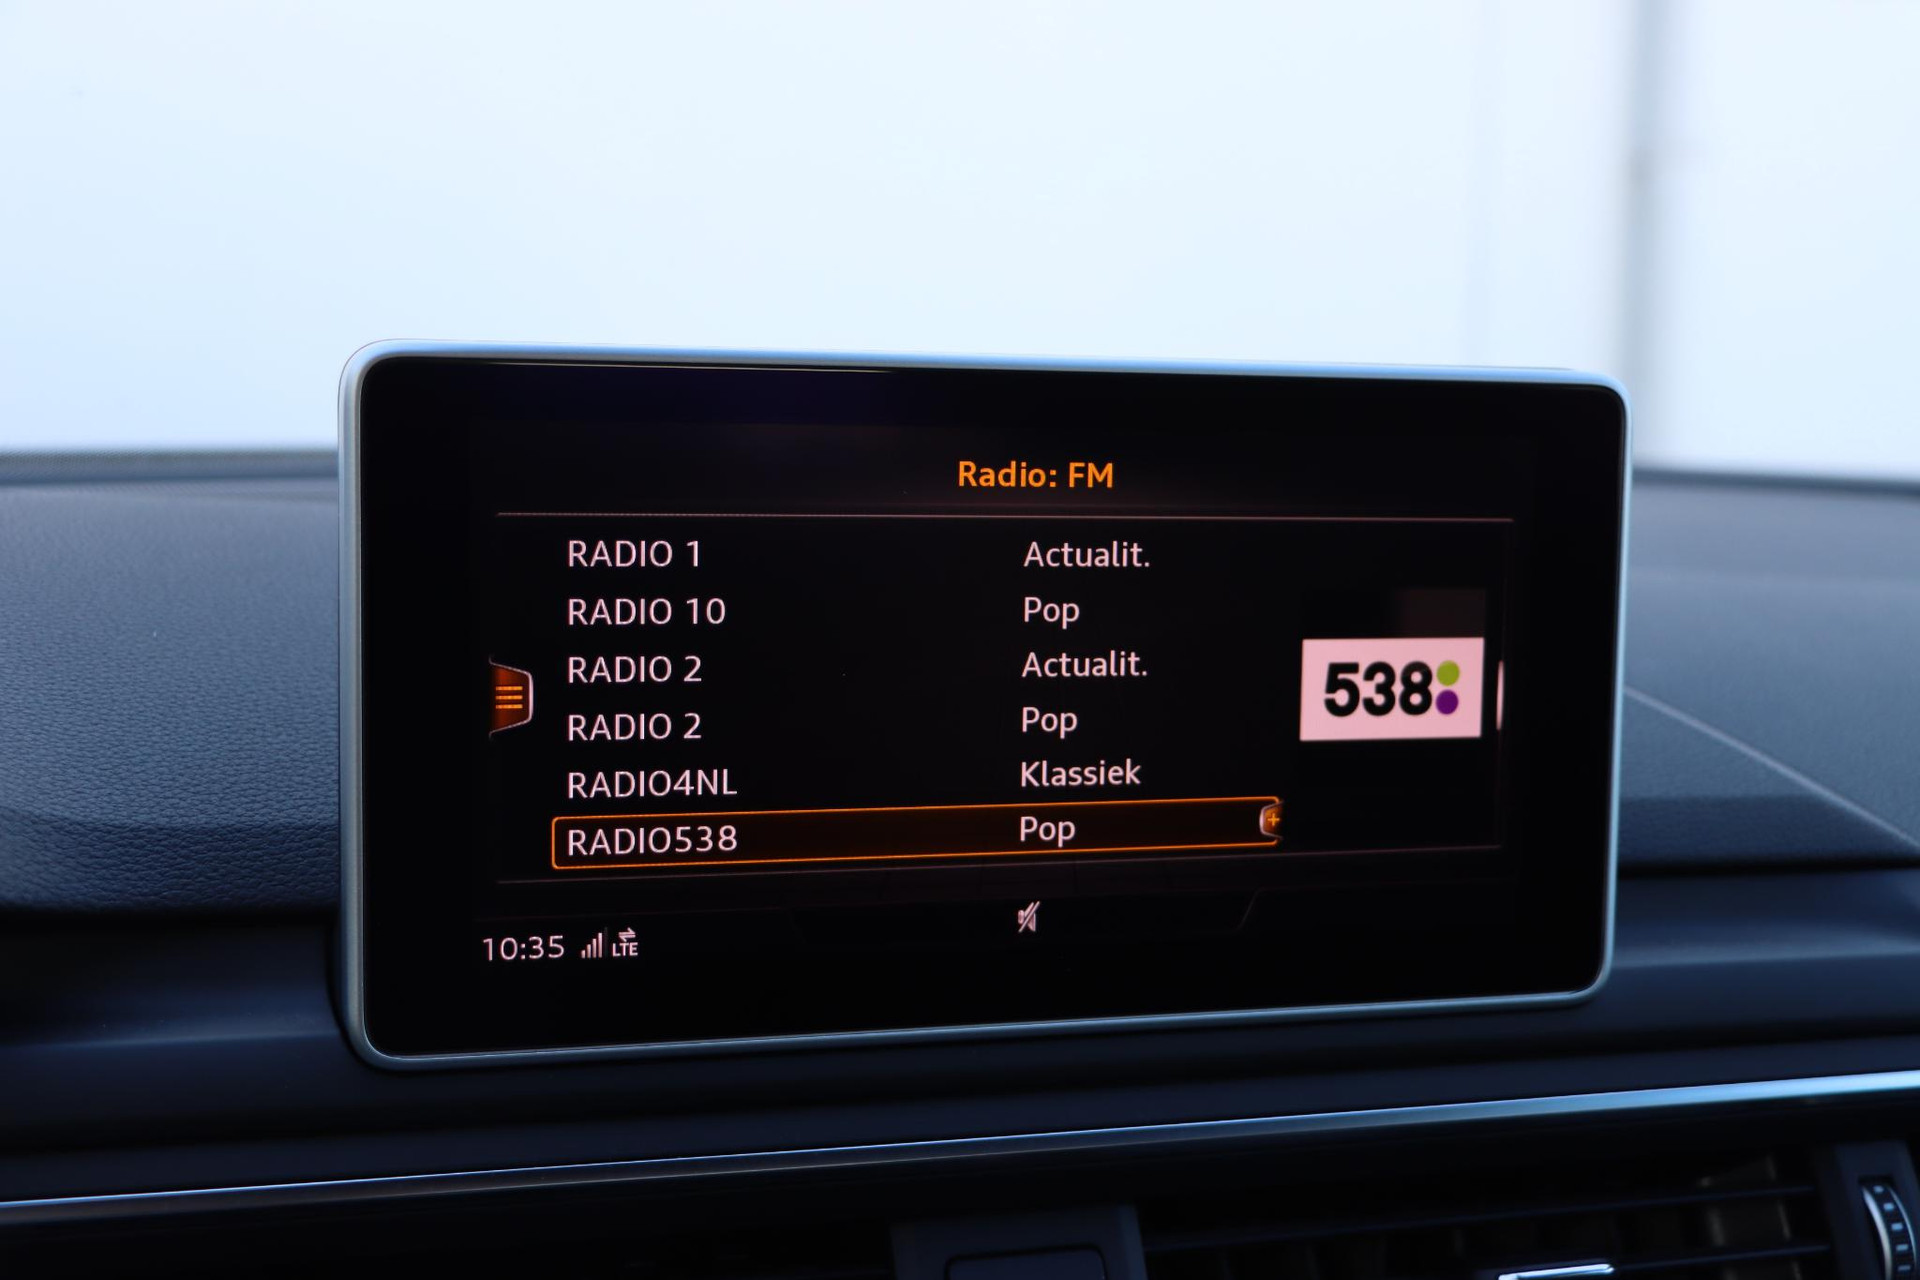 Radio: FM
RADIO 1 Actualit.
RADIO 10 Pop
RADIO 2 Actualit.
RADIO 2 Pop
RADIO4NL Klassiek
RADIO538 Pop
538
10:35 LTE